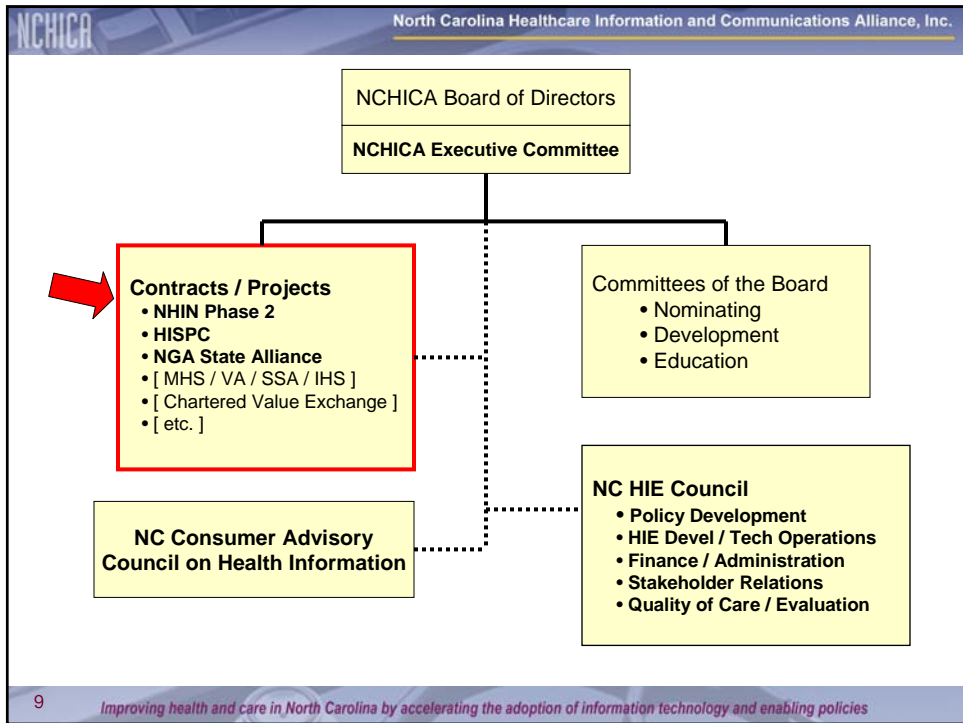 NCHICA
North Carolina Healthcare Information and Communications Alliance, Inc.
NCHICA Board of Directors
NCHICA Executive Committee
Contracts / Projects
• NHIN Phase 2
• HISPC
• NGA State Alliance
• [ MHS / VA / SSA / IHS ]
• [ Chartered Value Exchange ]
• [ etc. ]
Committees of the Board
• Nominating
• Development
• Education
NC Consumer Advisory
Council on Health Information
NC HIE Council
• Policy Development
• HIE Devel / Tech Operations
• Finance / Administration
• Stakeholder Relations
• Quality of Care / Evaluation
9
Improving health and care in North Carolina by accelerating the adoption of information technology and enabling policies